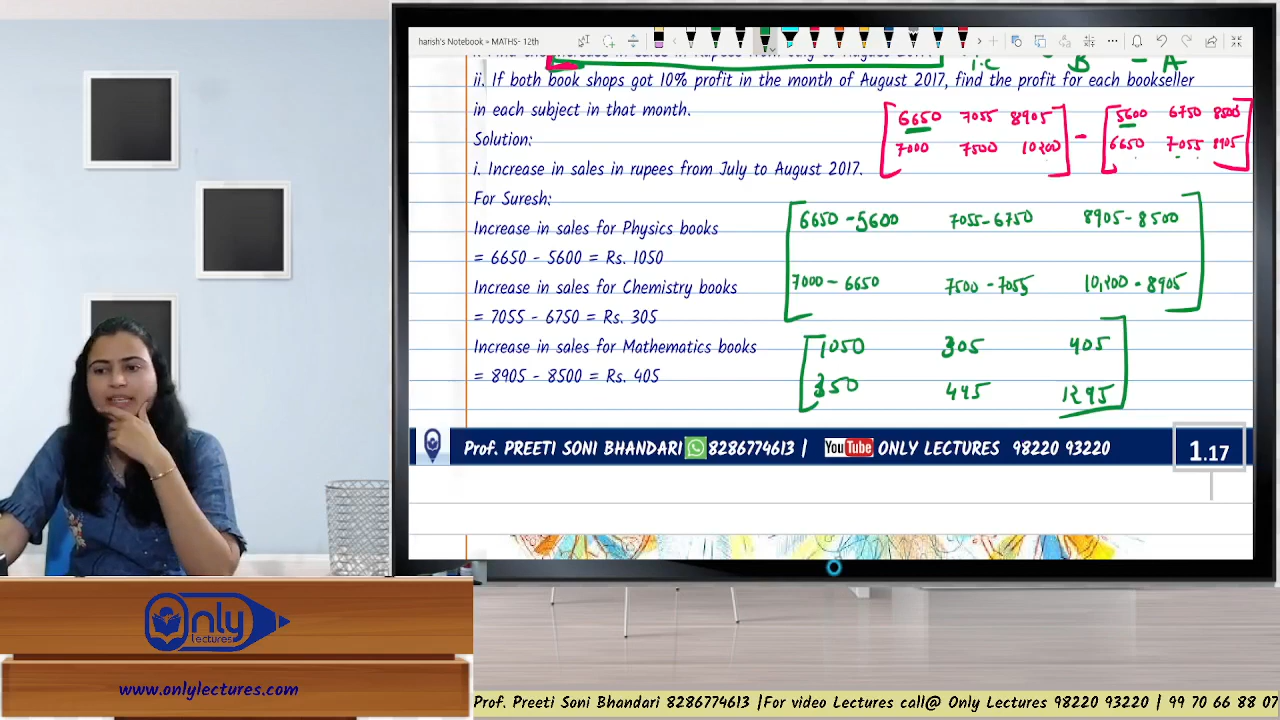 harish's Notebook > MATHS- 12th
i.e B - A
ii. If both book shops got 10% profit in the month of August 2017, find the profit for each bookseller
in each subject in that month.
Solution:
i. Increase in sales in rupees from July to August 2017.
For Suresh:
Increase in sales for Physics books
= 6650 - 5600 = Rs. 1050
Increase in sales for Chemistry books
= 7055 - 6750 = Rs. 305
Increase in sales for Mathematics books
= 8905 - 8500 = Rs. 405
6650 7055 8905 - 5600 6750 8500
7000 7500 10200 6650 7055 8905
6650 - 5600 7055 - 6750 8905 - 8500
7000 - 6650 7500 - 7055 10,200 - 8905
1050 305 405
350 445 1295
Prof. PREETI SONI BHANDARI 8286774613 | YouTube ONLY LECTURES 98220 93220
1.17
Only
lectures
www.onlylectures.com
Prof. Preeti Soni Bhandari 8286774613 |For video Lectures call@ Only Lectures 98220 93220 | 99 70 66 88 07